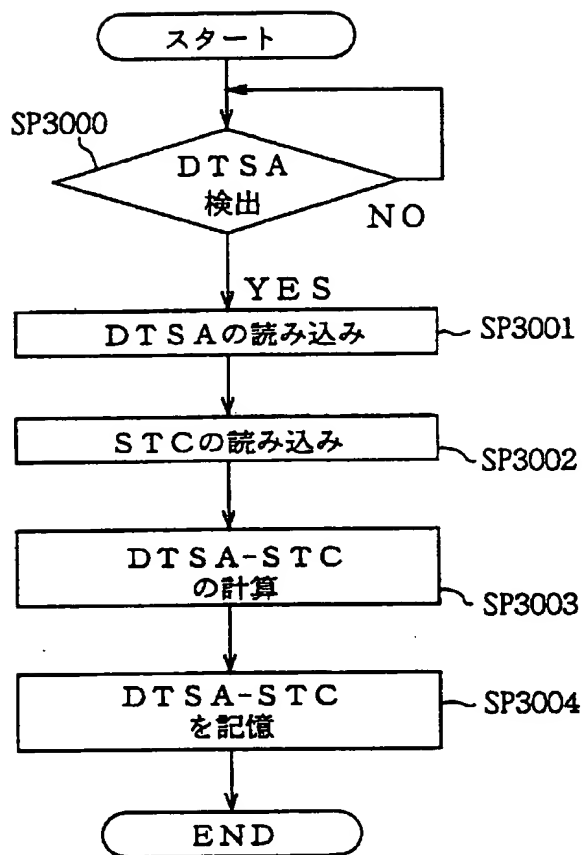 スタート
SP3000
DTSA
検出
NO
YES
DTSAの読み込み
SP3001
STCの読み込み
SP3002
DTSA-STC
の計算
SP3003
DTSA-STC
を記憶
SP3004
END